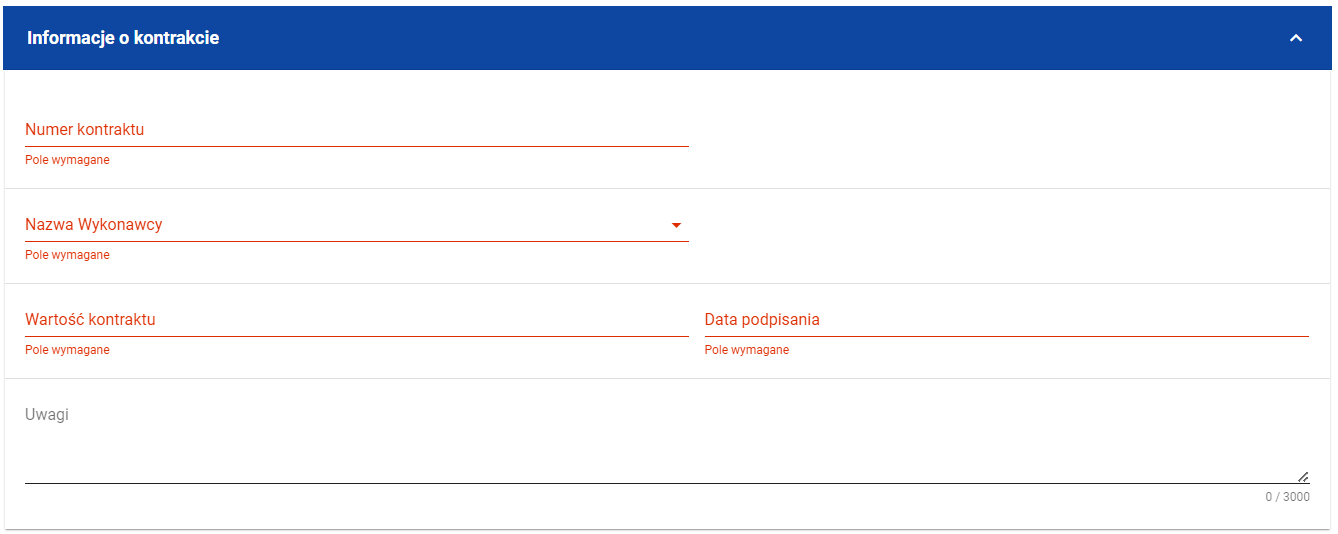 Informacje o kontrakcie
Numer kontraktu
Pole wymagane
Nazwa Wykonawcy
Pole wymagane
Wartość kontraktu
Pole wymagane
Data podpisania
Pole wymagane
Uwagi
0 / 3000